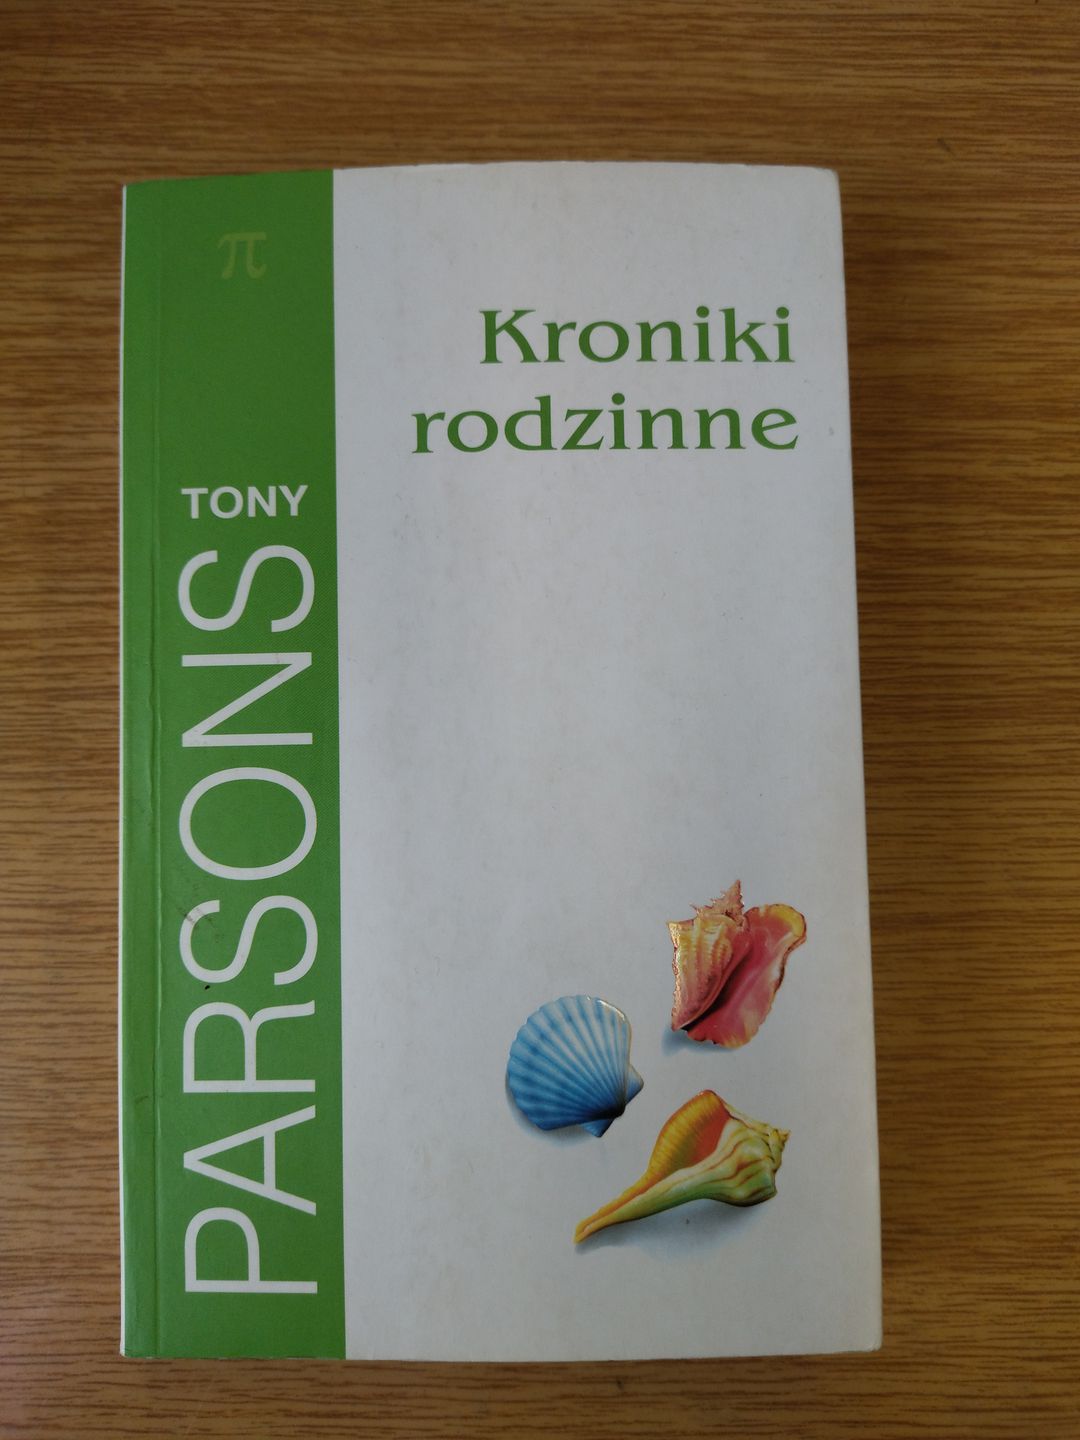 π
Kroniki
rodzinne
TONY
PARSONS